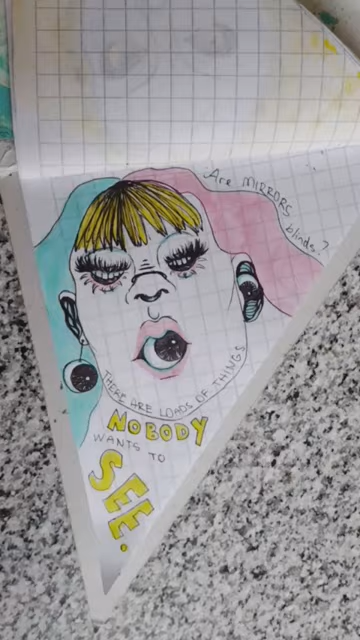 Are MIRRORS
blinds?
THERE ARE LOADS OF THINGS
NOBODY
WANTS TO
SEE.